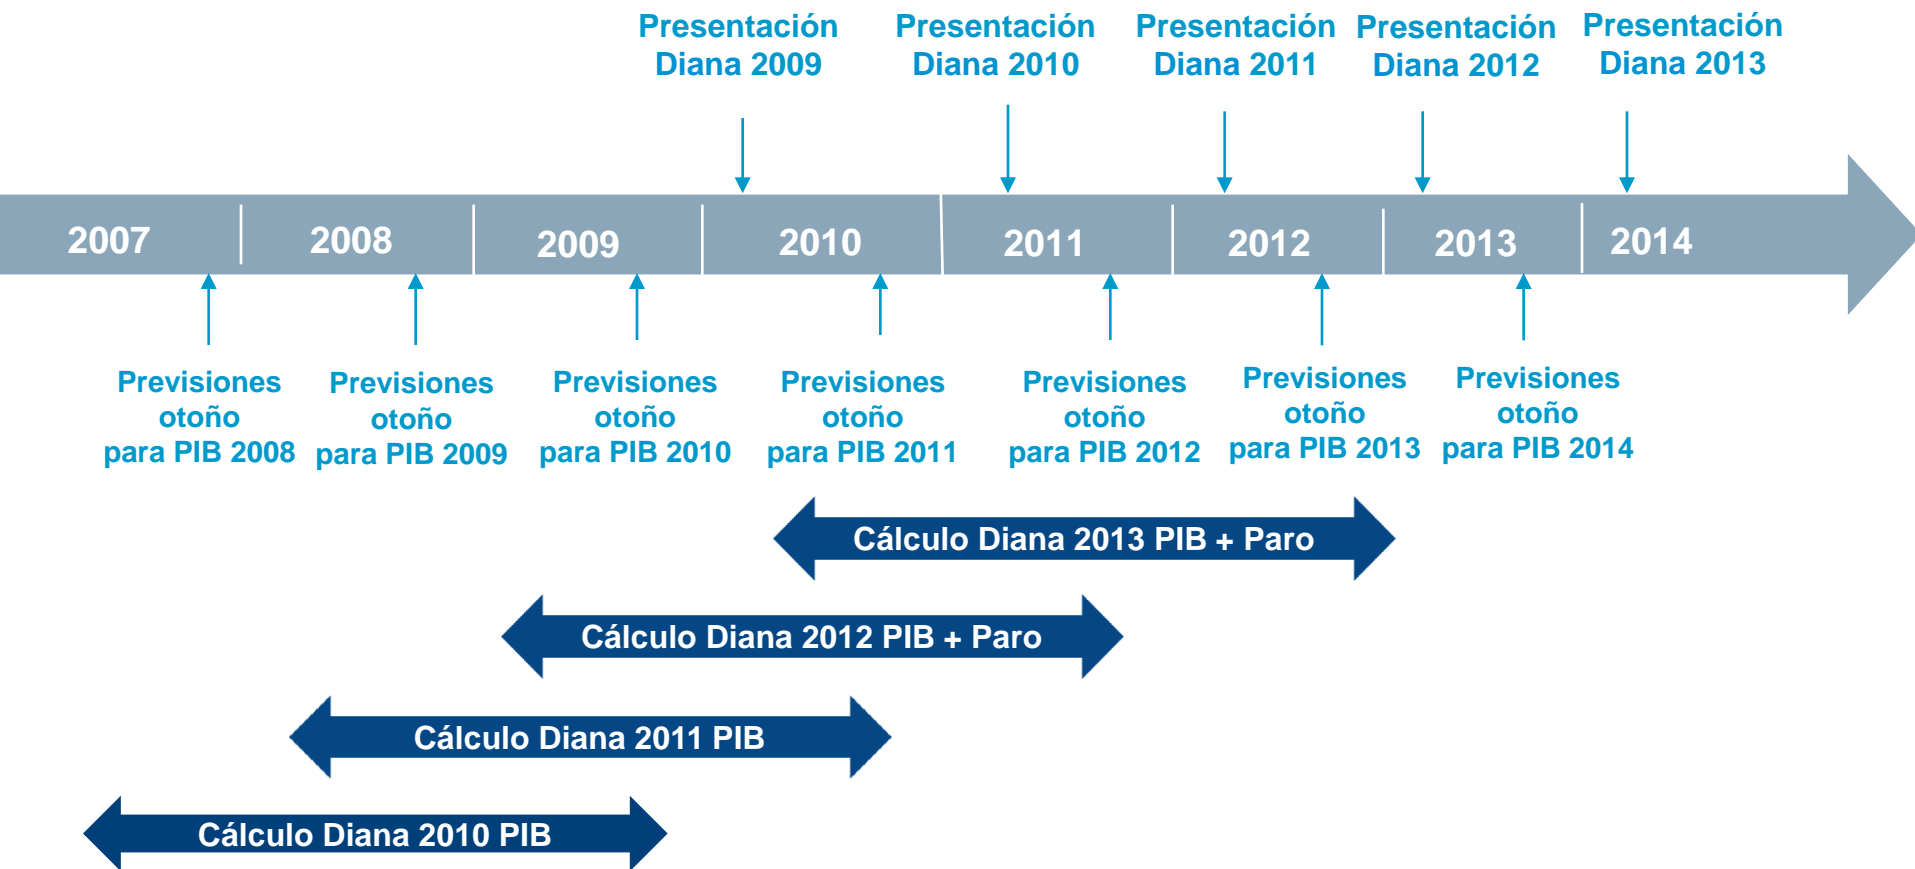 Presentación
Diana 2009
Presentación
Diana 2010
Presentación
Diana 2011
Presentación
Diana 2012
Presentación
Diana 2013
2007
2008
2009
2010
2011
2012
2013
2014
Previsiones
otoño
para PIB 2008
Previsiones
otoño
para PIB 2009
Previsiones
otoño
para PIB 2010
Previsiones
otoño
para PIB 2011
Previsiones
otoño
para PIB 2012
Previsiones
otoño
para PIB 2013
Previsiones
otoño
para PIB 2014
Cálculo Diana 2013 PIB + Paro
Cálculo Diana 2012 PIB + Paro
Cálculo Diana 2011 PIB
Cálculo Diana 2010 PIB